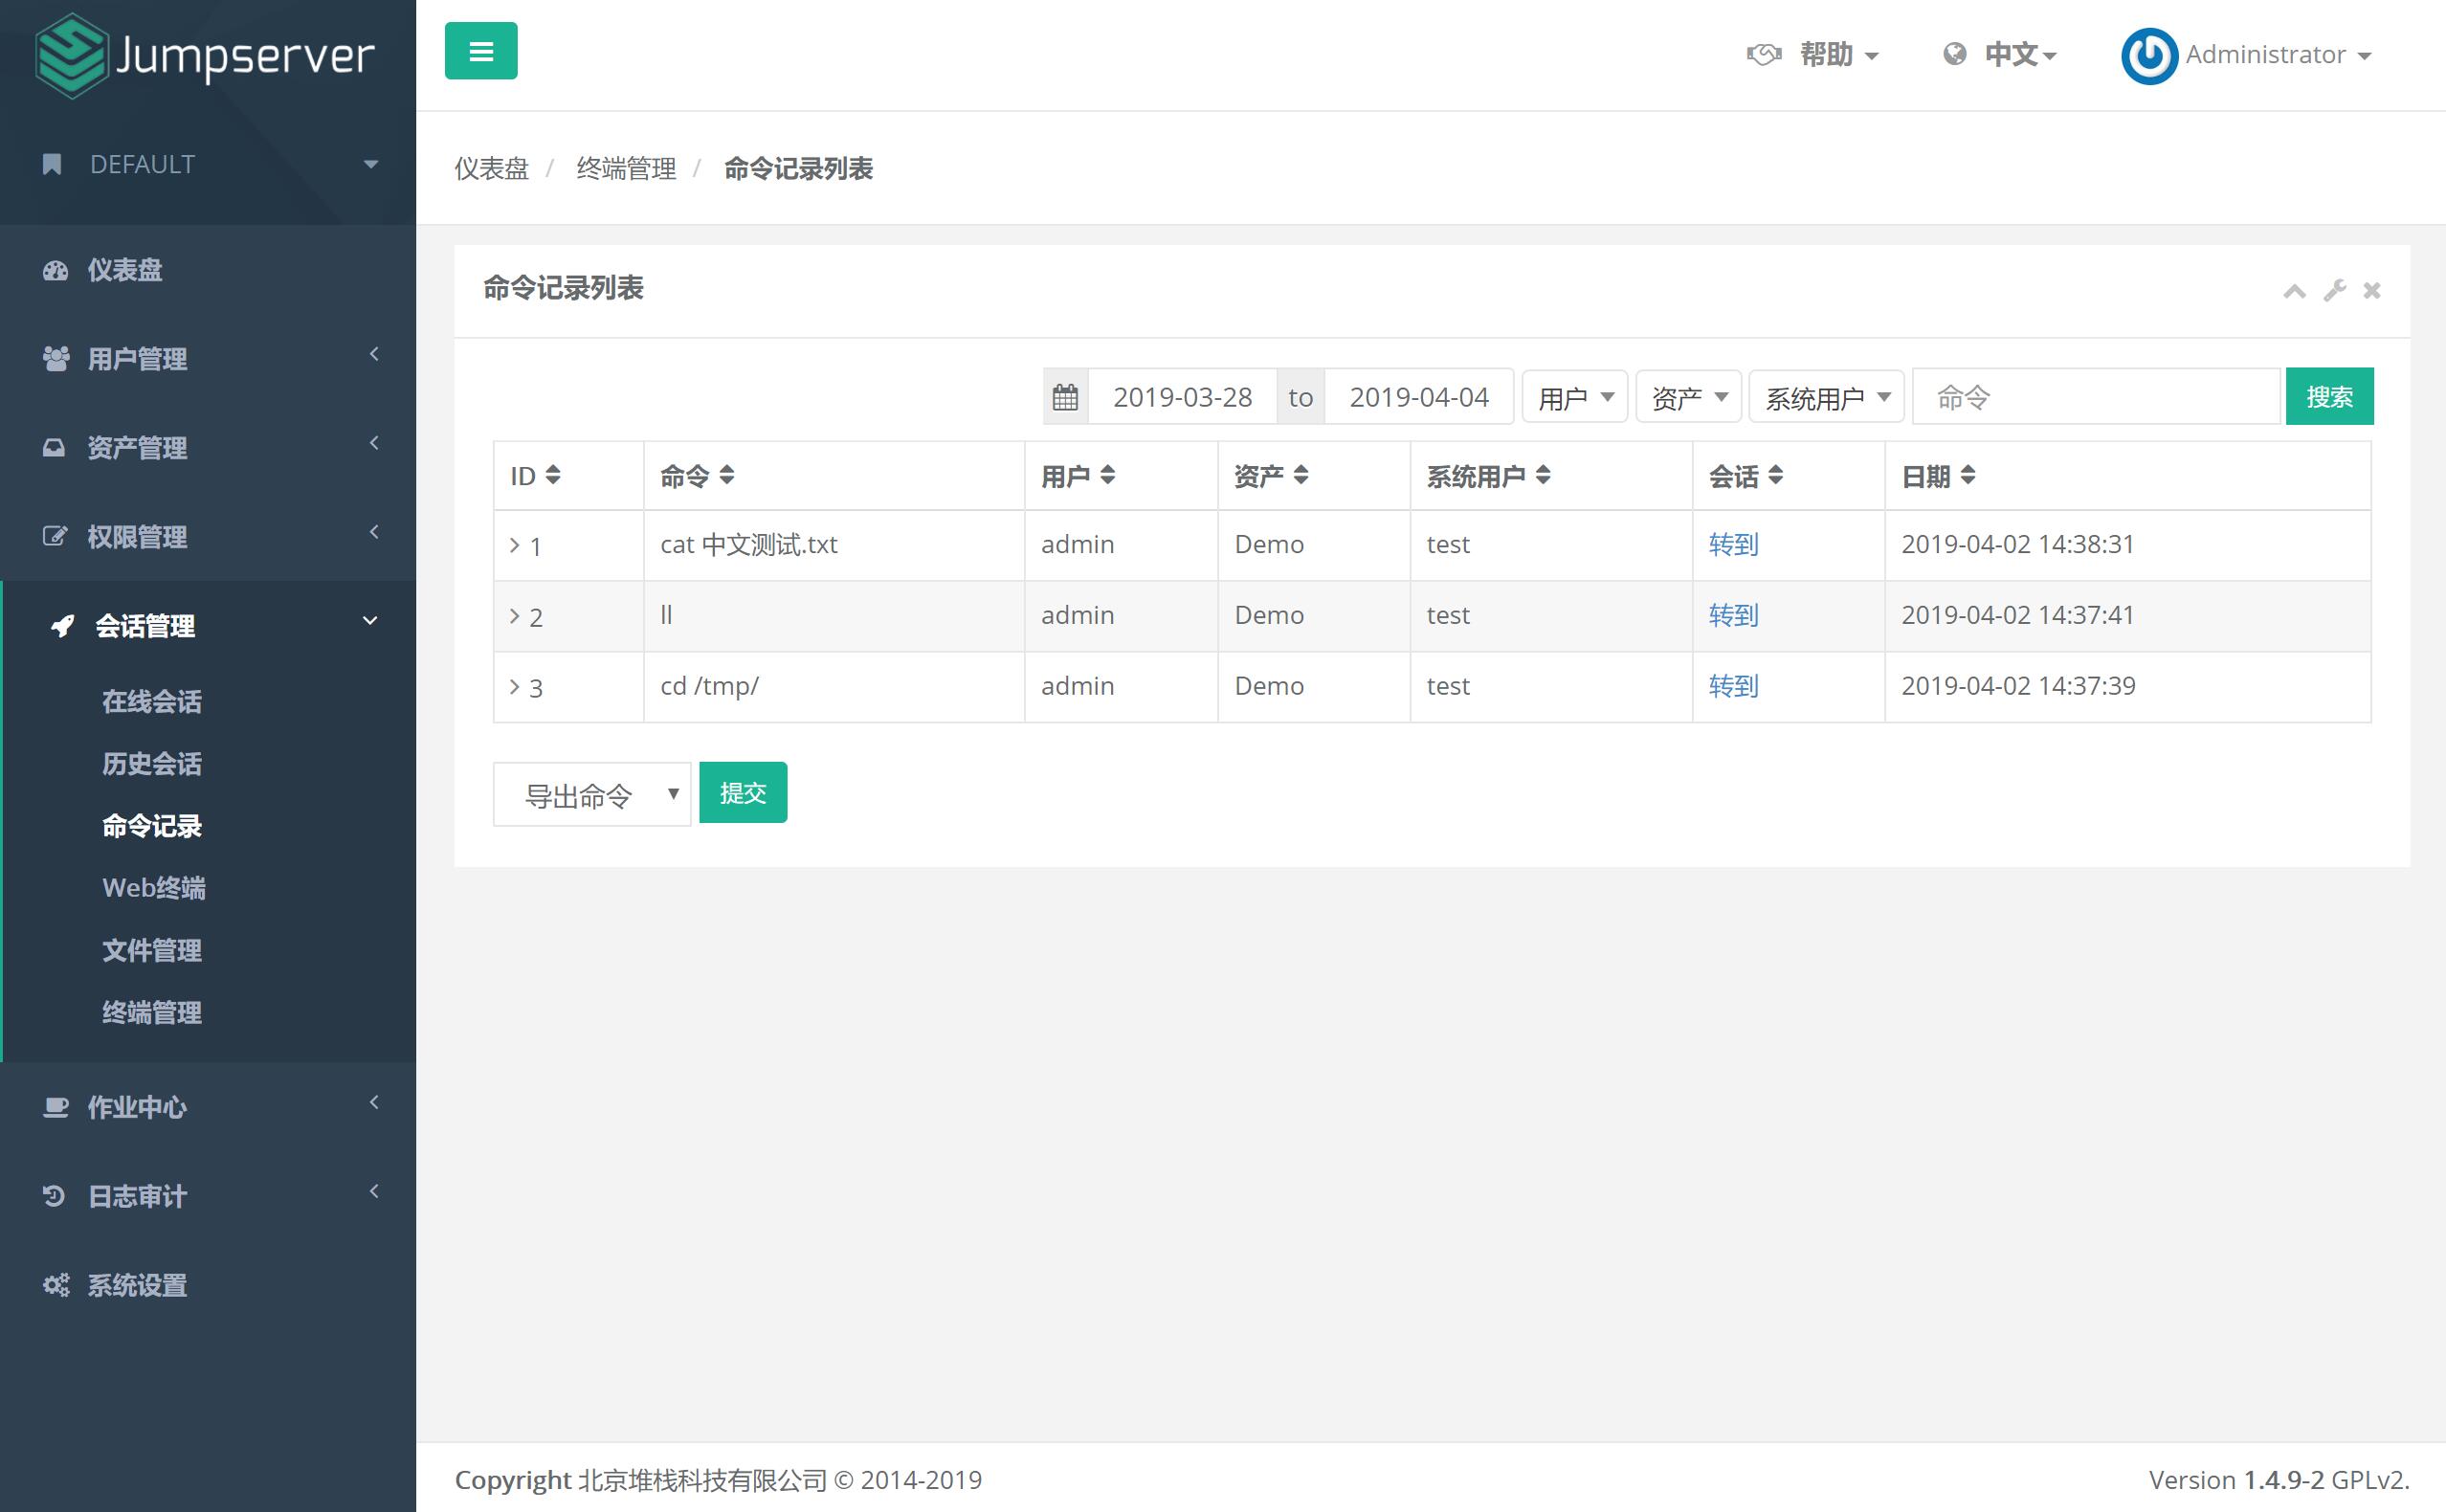 Jumpserver
帮助
中文
Administrator
DEFAULT
仪表盘 / 终端管理 / 命令记录列表
仪表盘
用户管理
资产管理
权限管理
会话管理
在线会话
历史会话
命令记录
Web终端
文件管理
终端管理
作业中心
日志审计
系统设置
命令记录列表
2019-03-28 to 2019-04-04 用户 资产 系统用户 命令 搜索
ID 命令 用户 资产 系统用户 会话 日期
1 cat 中文测试.txt admin Demo test 转到 2019-04-02 14:38:31
2 ll admin Demo test 转到 2019-04-02 14:37:41
3 cd /tmp/ admin Demo test 转到 2019-04-02 14:37:39
导出命令 提交
Copyright 北京堆栈科技有限公司 © 2014-2019
Version 1.4.9-2 GPLv2.